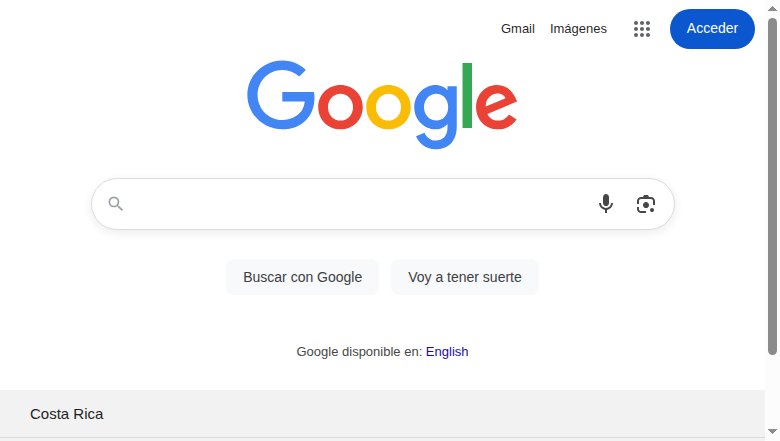 Gmail Imágenes Acceder
Google
Buscar con Google Voy a tener suerte
Google disponible en: English
Costa Rica